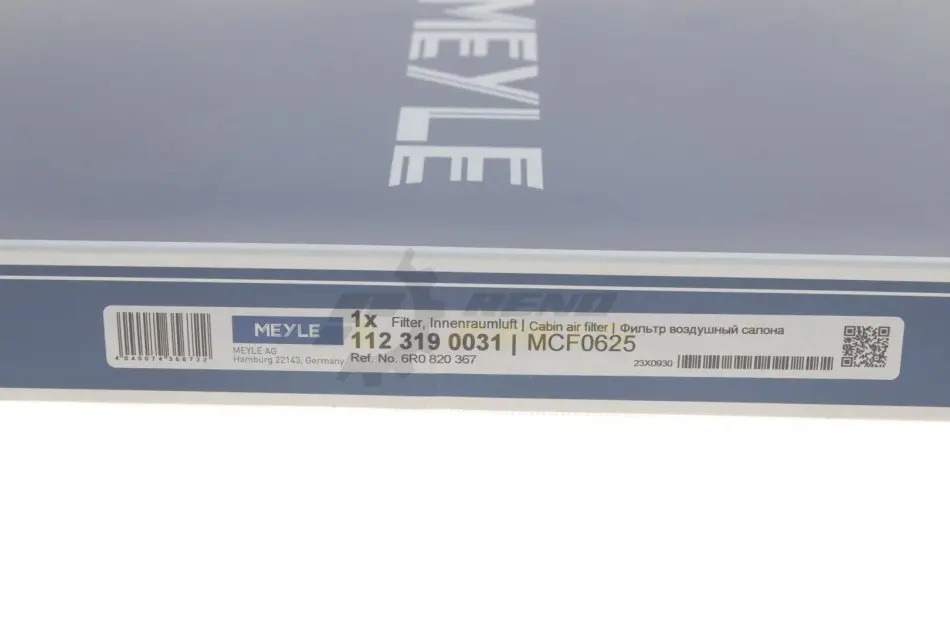 MEYLE
RENO
MEYLE
1x Filter, Innenraumluft | Cabin air filter | Фильтр воздушный салона
112 319 0031 | MCF0625
MEYLE AG
Hamburg 22143, Germany
Ref. No. 6R0 820 367
23X0930